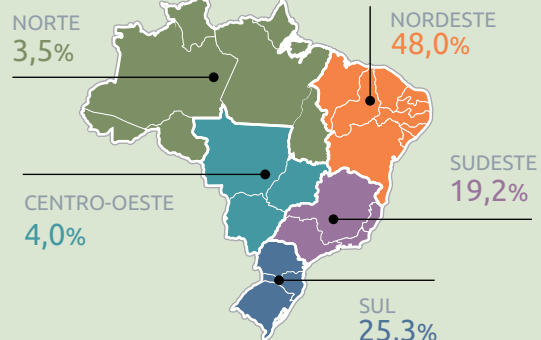 NORTE
3,5%
NORDESTE
48,0%
SUDESTE
19,2%
CENTRO-OESTE
4,0%
SUL
25,3%